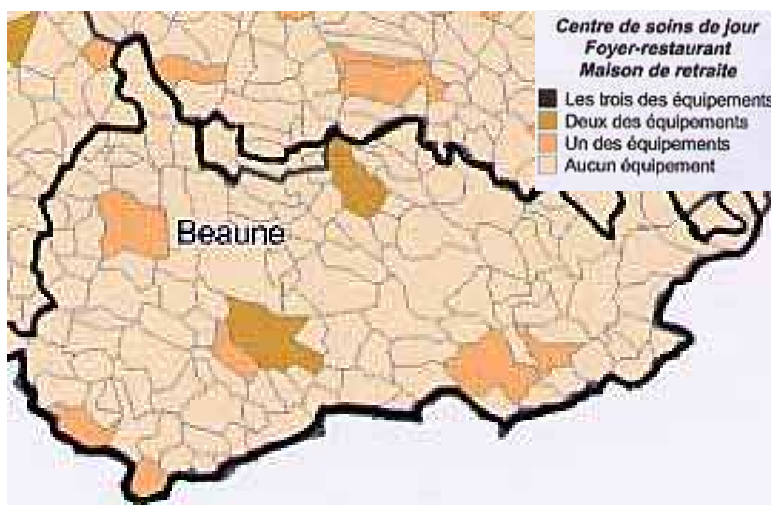 Centre de soins de jour
Foyer-restaurant
Maison de retraite
Les trois des équipements
Deux des équipements
Un des équipements
Aucun équipement
Beaune